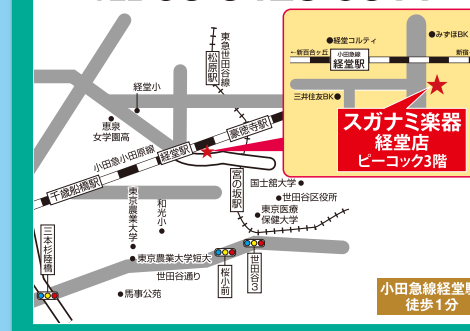 東急世田谷線
松原駅
経堂小
恵泉
女学園高
小田急小田原線
経堂駅
豪徳寺駅
千歳船橋駅
宮の坂駅
国士舘大
世田谷区役所
東京医療
保健大学
東京農業大学
和光小
三本杉陸橋
東京農業大学短大
世田谷通り
桜小前
世田谷3
馬事公苑
経堂コルティ
みずほBK
←新百合ヶ丘
小田急線
経堂駅
新宿
三井住友BK
スガナミ楽器
経堂店
ピーコック3階
小田急線経堂駅
徒歩1分